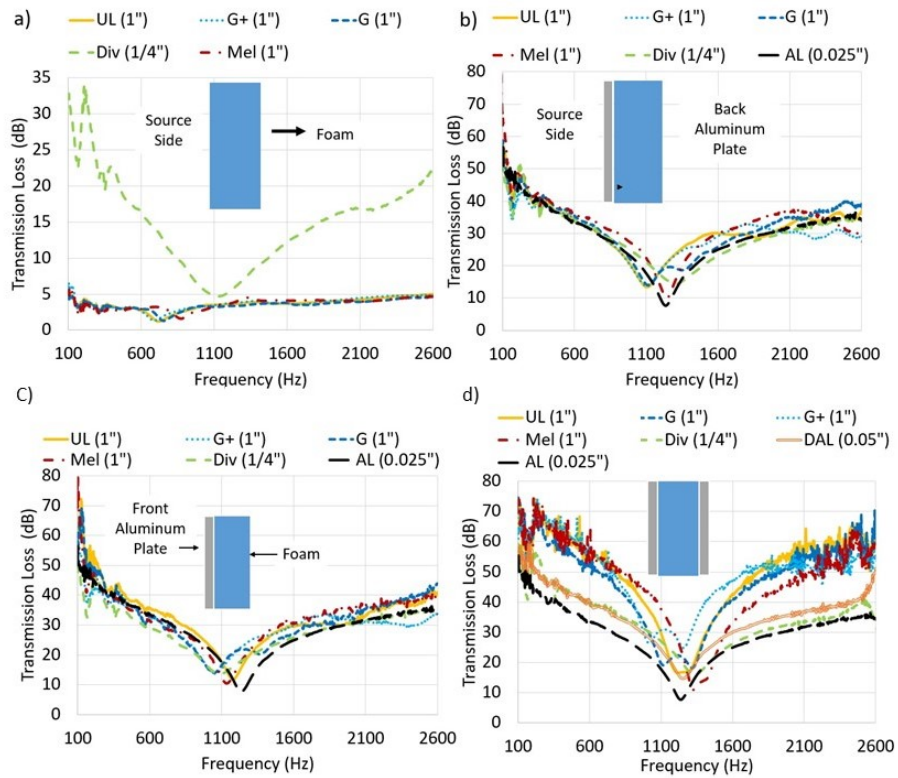 a)
UL (1") G+ (1") G (1")
Div (1/4") Mel (1")
Transmission Loss (dB)
35
30
25
20
15
10
5
0
Source
Side
Foam
100 600 1100 1600 2100 2600
Frequency (Hz)
b)
UL (1") G+ (1") G (1")
Mel (1") Div (1/4") AL (0.025")
Transmission Loss (dB)
80
70
60
50
40
30
20
10
0
Source
Side
Back
Aluminum
Plate
100 600 1100 1600 2100 2600
Frequency (Hz)
C)
UL (1") G+ (1") G (1")
Mel (1") Div (1/4") AL (0.025")
Transmission Loss (dB)
80
70
60
50
40
30
20
10
0
Front
Aluminum
Plate
Foam
100 600 1100 1600 2100 2600
Frequency (Hz)
d)
UL (1") G (1") G+ (1")
Mel (1") Div (1/4") DAL (0.05")
AL (0.025")
Transmission Loss (dB)
80
70
60
50
40
30
20
10
0
100 600 1100 1600 2100 2600
Frequency (Hz)